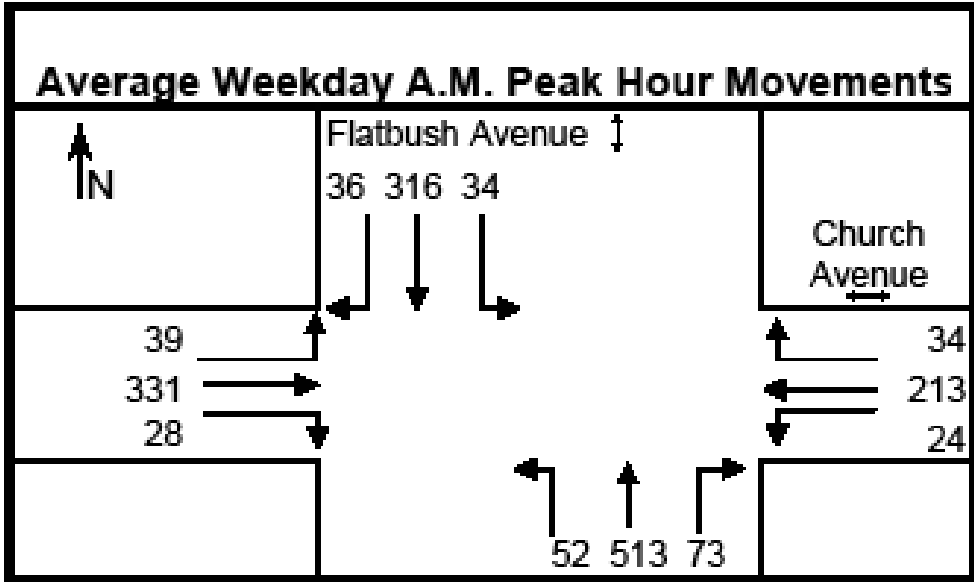 Average Weekday A.M. Peak Hour Movements
N
Flatbush Avenue
36 316 34
Church
Avenue
39
331
28
34
213
24
52 513 73